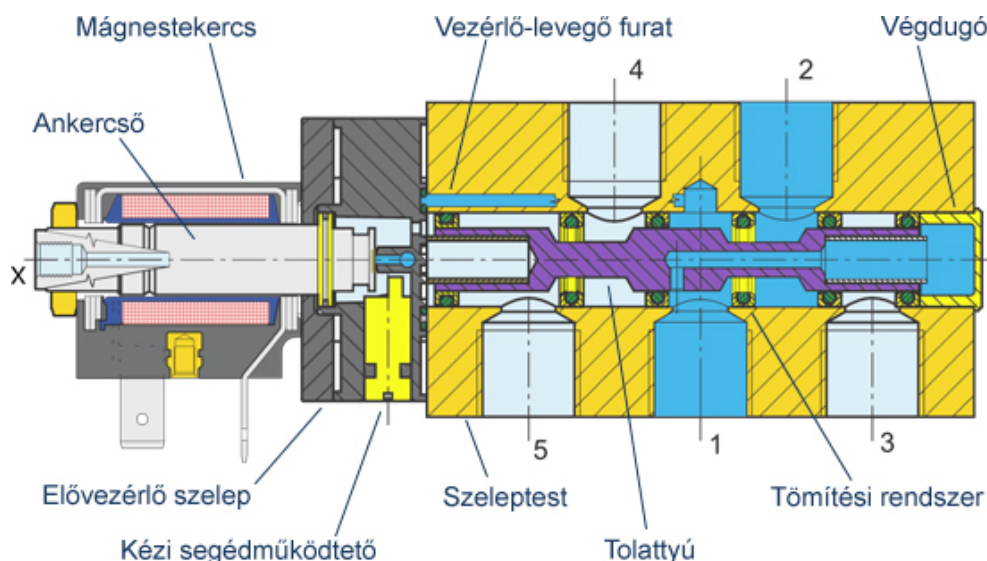 Mágnestekercs
Vezérlő-levegő furat
Végdugó
4
2
Ankercső
X
5
1
3
Elővezérlő szelep
Szeleptest
Tömítési rendszer
Kézi segédműködtető
Tolattyú